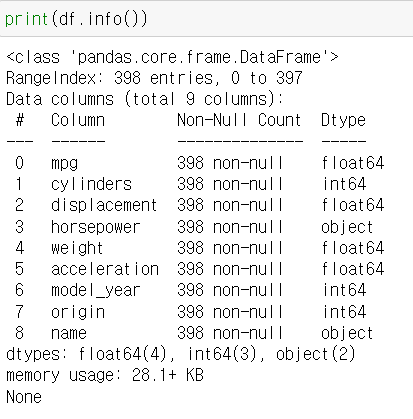 print(df.info())
<class 'pandas.core.frame.DataFrame'>
RangeIndex: 398 entries, 0 to 397
Data columns (total 9 columns):
 #   Column        Non-Null Count  Dtype
---  ------        --------------  -----
 0   mpg           398 non-null    float64
 1   cylinders     398 non-null    int64
 2   displacement  398 non-null    float64
 3   horsepower    398 non-null    object
 4   weight        398 non-null    float64
 5   acceleration  398 non-null    float64
 6   model_year    398 non-null    int64
 7   origin        398 non-null    int64
 8   name          398 non-null    object
dtypes: float64(4), int64(3), object(2)
memory usage: 28.1+ KB
None